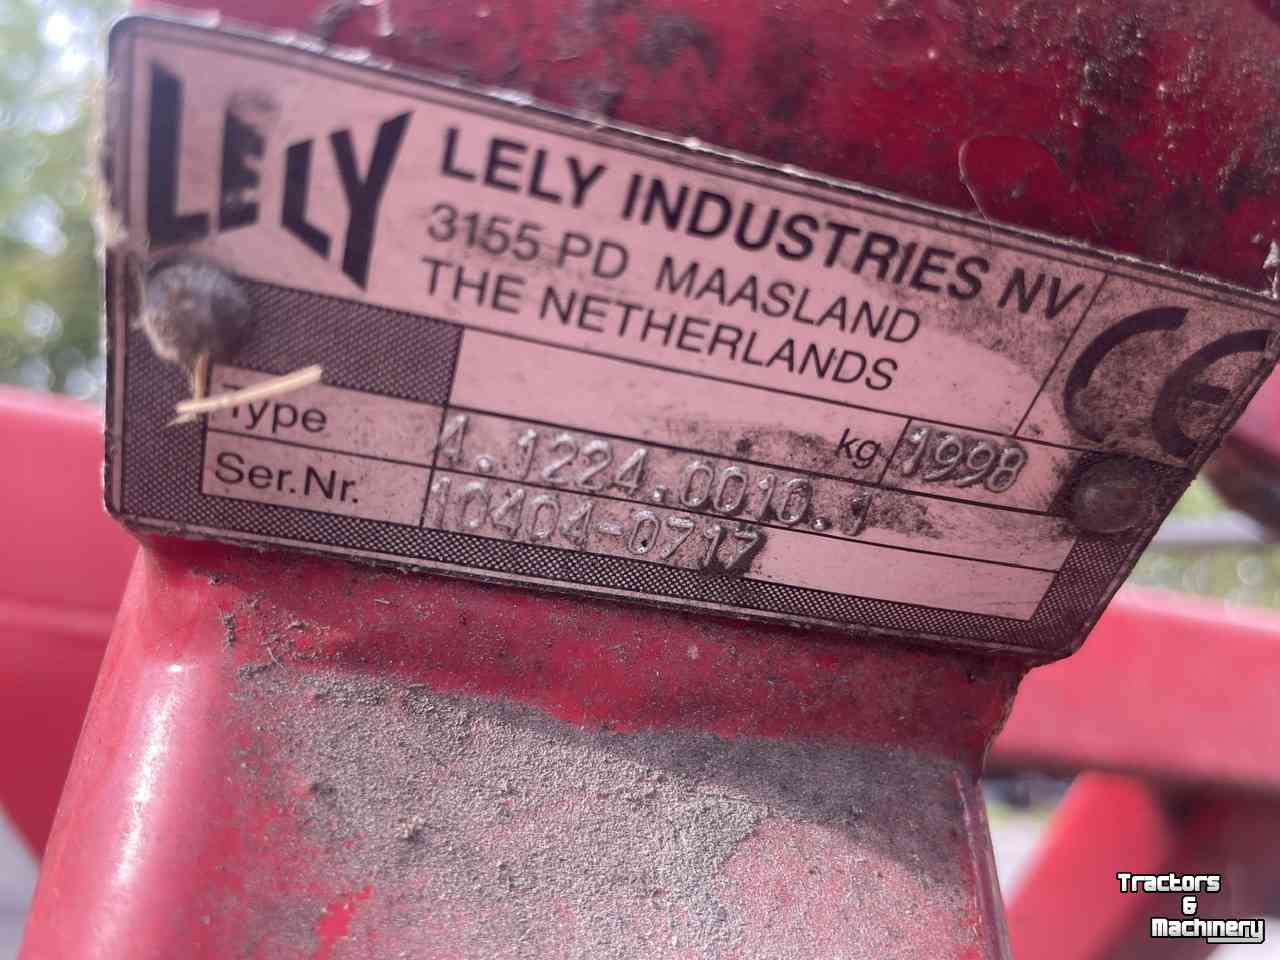 LELY
LELY INDUSTRIES NV
3155 PD MAASLAND
THE NETHERLANDS
CE
kg 1998
Type 4.1224.0010.1
Ser.Nr. 10404-0717
Tractors
&
Machinery